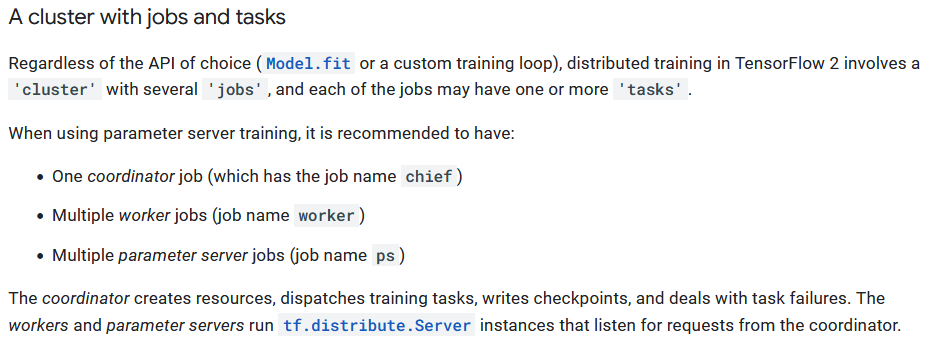 A cluster with jobs and tasks
Regardless of the API of choice ( Model.fit or a custom training loop), distributed training in TensorFlow 2 involves a
'cluster' with several 'jobs' , and each of the jobs may have one or more 'tasks' .
When using parameter server training, it is recommended to have:
• One coordinator job (which has the job name chief )
• Multiple worker jobs (job name worker )
• Multiple parameter server jobs (job name ps )
The coordinator creates resources, dispatches training tasks, writes checkpoints, and deals with task failures. The
workers and parameter servers run tf.distribute.Server instances that listen for requests from the coordinator.